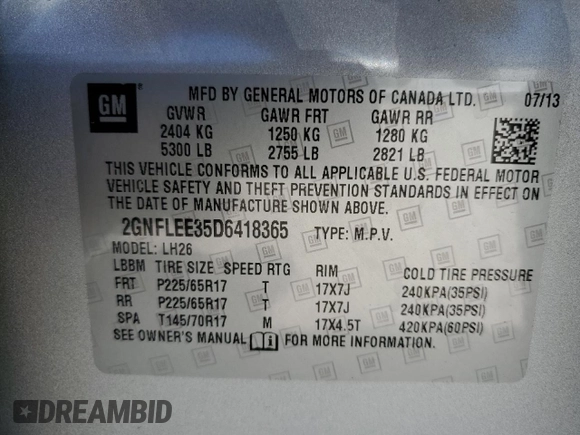 GM
MFD BY GENERAL MOTORS OF CANADA LTD. 07/13
GVWR GAWR FRT GAWR RR
2404 KG 1250 KG 1280 KG
5300 LB 2755 LB 2821 LB
THIS VEHICLE CONFORMS TO ALL APPLICABLE U.S. FEDERAL MOTOR
VEHICLE SAFETY AND THEFT PREVENTION STANDARDS IN EFFECT ON
THE DATE OF MANUFACTURE SHOWN ABOVE.
2GNFLEE35D6418365 TYPE: M.P.V.
MODEL: LH26
LBBM TIRE SIZE SPEED RTG RIM COLD TIRE PRESSURE
FRT P225/65R17 T 17X7J 240KPA(35PSI)
RR P225/65R17 T 17X7J 240KPA(35PSI)
SPA T145/70R17 M 17X4.5T 420KPA(60PSI)
SEE OWNER'S MANUAL FOR MORE INFORMATION.
DREAMBID